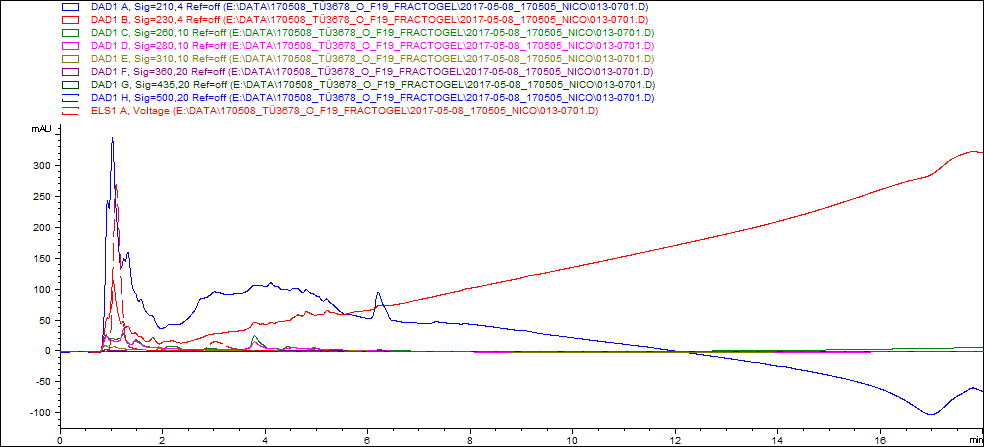 DAD1 A, Sig=210,4 Ref=off (E:\DATA\170508_TÜ3678_O_F19_FRACTOGEL\2017-05-08_170505_NICO\013-0701.D)
DAD1 B, Sig=230,4 Ref=off (E:\DATA\170508_TÜ3678_O_F19_FRACTOGEL\2017-05-08_170505_NICO\013-0701.D)
DAD1 C, Sig=260,10 Ref=off (E:\DATA\170508_TÜ3678_O_F19_FRACTOGEL\2017-05-08_170505_NICO\013-0701.D)
DAD1 D, Sig=280,10 Ref=off (E:\DATA\170508_TÜ3678_O_F19_FRACTOGEL\2017-05-08_170505_NICO\013-0701.D)
DAD1 E, Sig=310,10 Ref=off (E:\DATA\170508_TÜ3678_O_F19_FRACTOGEL\2017-05-08_170505_NICO\013-0701.D)
DAD1 F, Sig=360,20 Ref=off (E:\DATA\170508_TÜ3678_O_F19_FRACTOGEL\2017-05-08_170505_NICO\013-0701.D)
DAD1 G, Sig=435,20 Ref=off (E:\DATA\170508_TÜ3678_O_F19_FRACTOGEL\2017-05-08_170505_NICO\013-0701.D)
DAD1 H, Sig=500,20 Ref=off (E:\DATA\170508_TÜ3678_O_F19_FRACTOGEL\2017-05-08_170505_NICO\013-0701.D)
ELS1 A, Voltage (E:\DATA\170508_TÜ3678_O_F19_FRACTOGEL\2017-05-08_170505_NICO\013-0701.D)
mAU
300
250
200
150
100
50
0
-50
-100
0 2 4 6 8 10 12 14 16 min